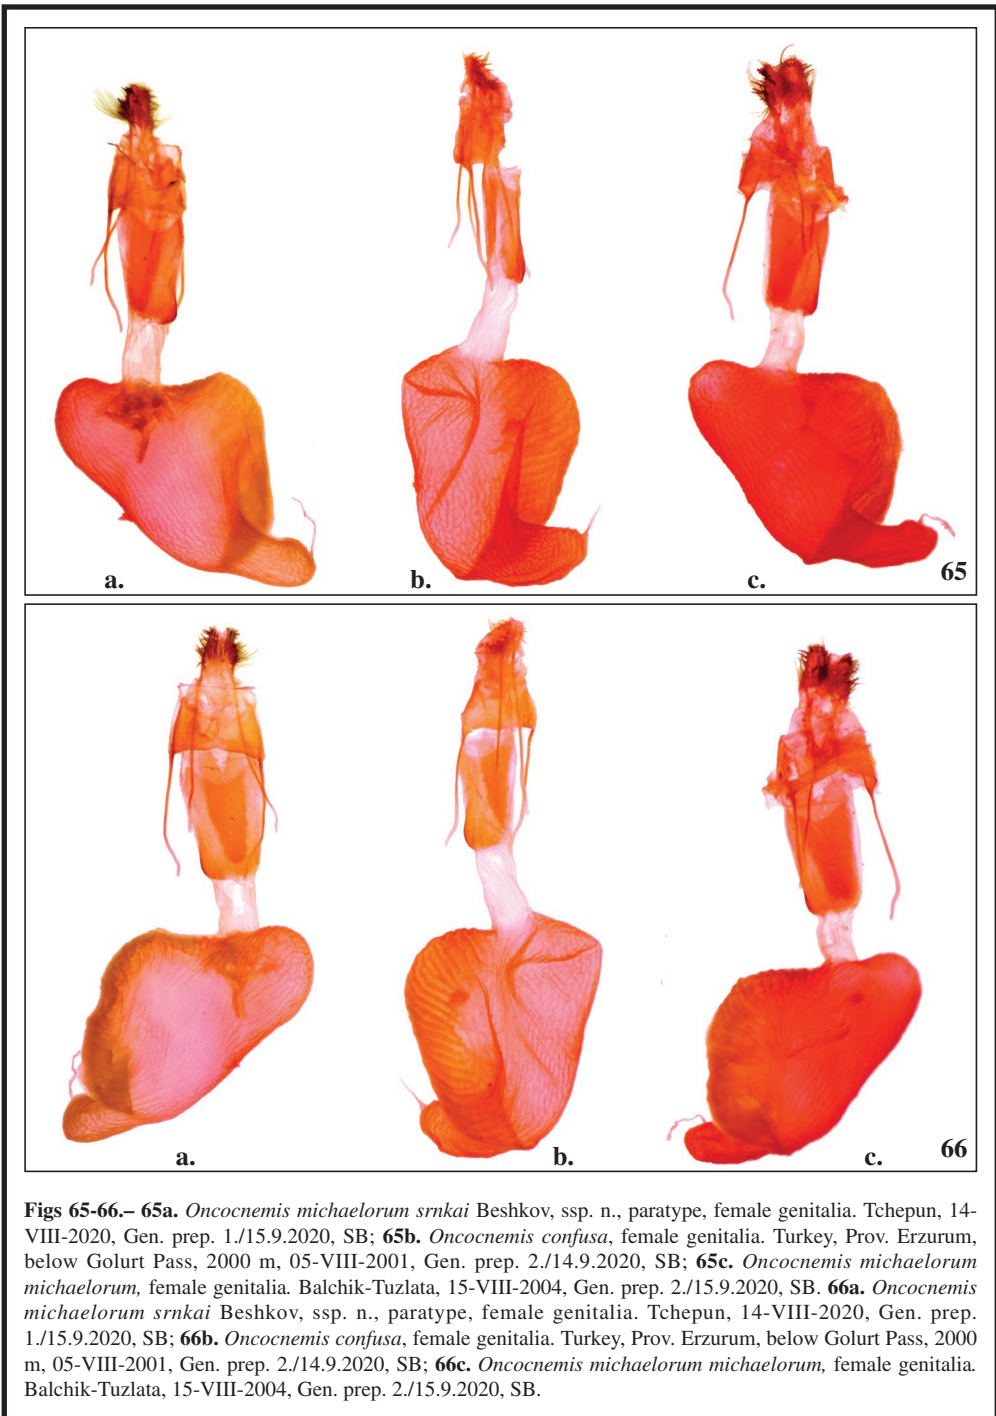 a.
b.
c.
65
a.
b.
c.
66
Figs 65-66.– 65a. Oncocnemis michaelorum srnkai Beshkov, ssp. n., paratype, female genitalia. Tchepun, 14-
VIII-2020, Gen. prep. 1./15.9.2020, SB; 65b. Oncocnemis confusa, female genitalia. Turkey, Prov. Erzurum,
below Golurt Pass, 2000 m, 05-VIII-2001, Gen. prep. 2./14.9.2020, SB; 65c. Oncocnemis michaelorum
michaelorum, female genitalia. Balchik-Tuzlata, 15-VIII-2004, Gen. prep. 2./15.9.2020, SB. 66a. Oncocnemis
michaelorum srnkai Beshkov, ssp. n., paratype, female genitalia. Tchepun, 14-VIII-2020, Gen. prep.
1./15.9.2020, SB; 66b. Oncocnemis confusa, female genitalia. Turkey, Prov. Erzurum, below Golurt Pass, 2000
m, 05-VIII-2001, Gen. prep. 2./14.9.2020, SB; 66c. Oncocnemis michaelorum michaelorum, female genitalia.
Balchik-Tuzlata, 15-VIII-2004, Gen. prep. 2./15.9.2020, SB.